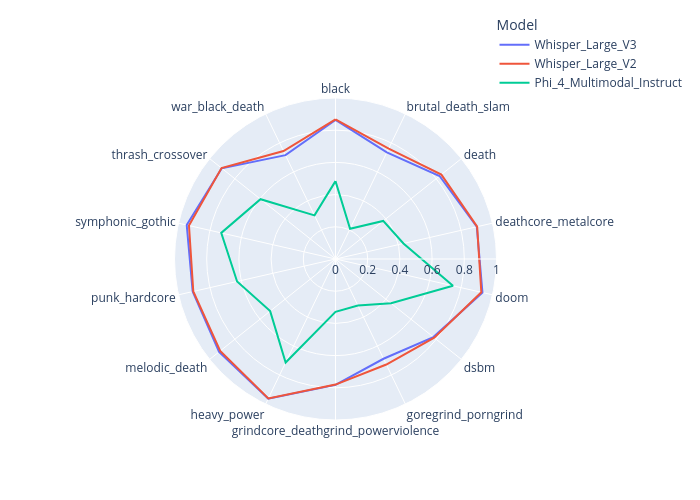 Model
Whisper_Large_V3
Whisper_Large_V2
Phi_4_Multimodal_Instruct
black
war_black_death
brutal_death_slam
thrash_crossover
death
symphonic_gothic
deathcore_metalcore
0 0.2 0.4 0.6 0.8 1
punk_hardcore
doom
melodic_death
dsbm
heavy_power
goregrind_porngrind
grindcore_deathgrind_powerviolence